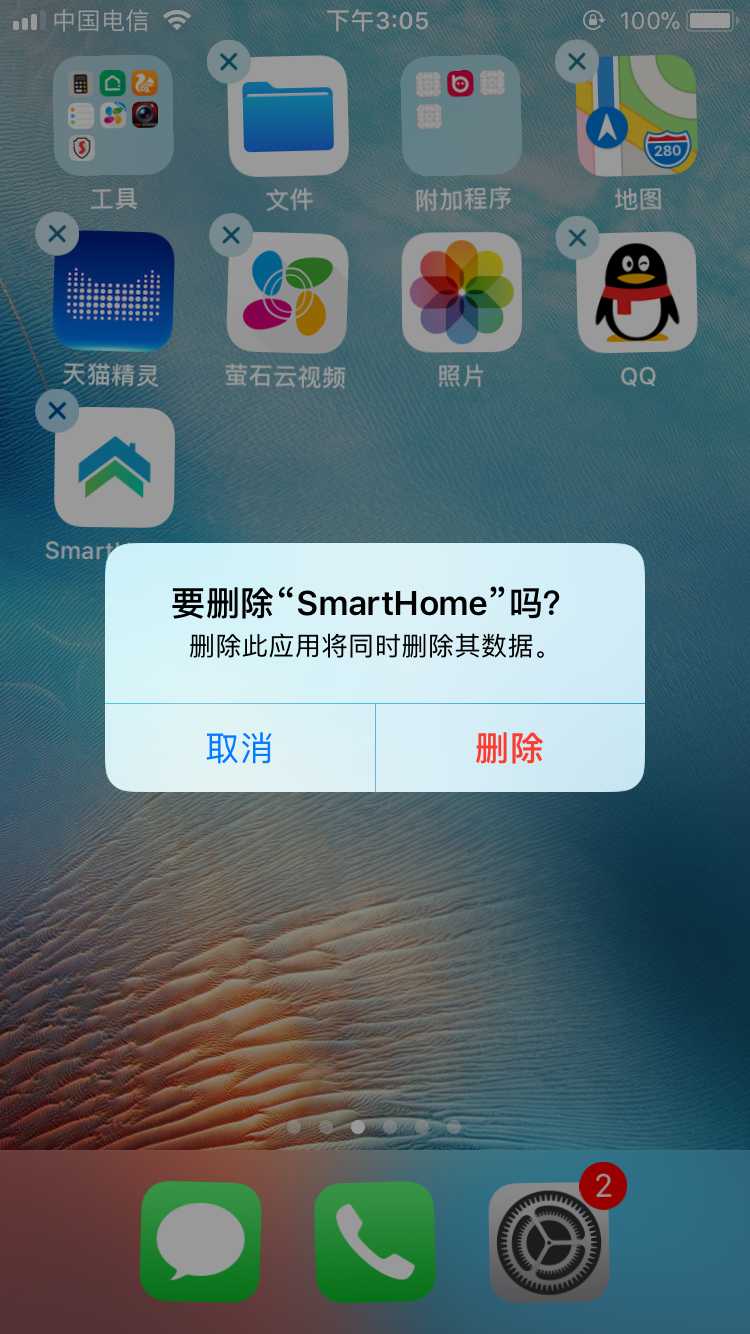 中国电信 下午3:05 100%
工具 文件 附加程序 地图
280
天猫精灵 萤石云视频 照片 QQ
Smart
要删除“SmartHome”吗?
删除此应用将同时删除其数据。
取消 删除
2